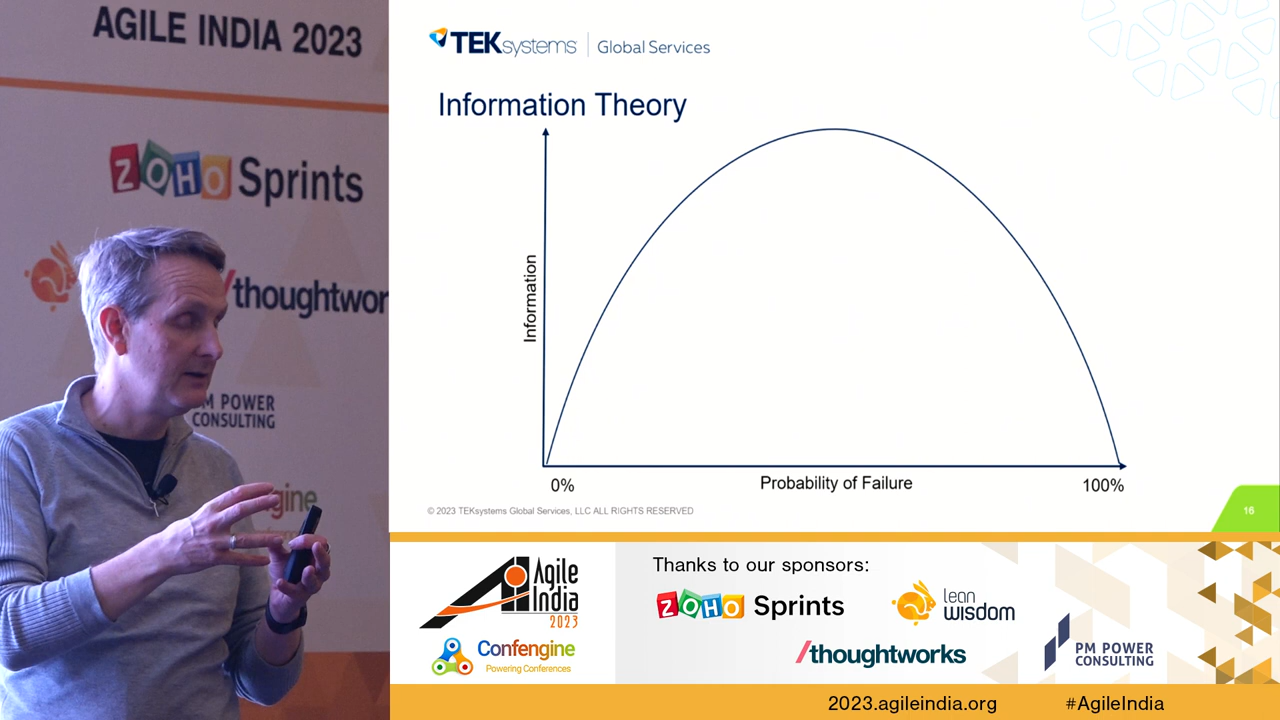 AGILE INDIA 2023
ZOHO Sprints
/thoughtwor
PM POWER
CONSULTING
gine
TEKsystems Global Services
Information Theory
Information
0%
Probability of Failure
100%
© 2023 TEKsystems Global Services, LLC ALL RIGHTS RESERVED
16
Agile
India
2023
Confengine
Powering Conferences
Thanks to our sponsors:
ZOHO Sprints
lean
wisdom
/thoughtworks
PM POWER
CONSULTING
2023.agileindia.org
#AgileIndia